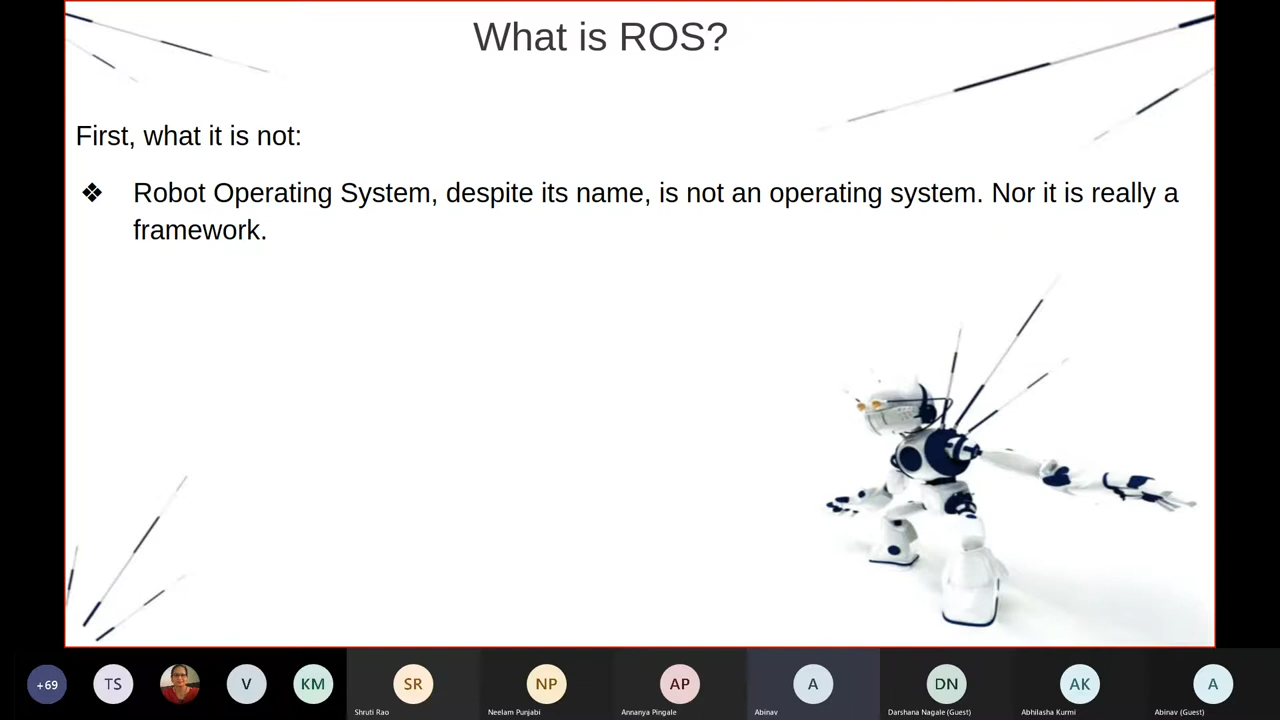 What is ROS?
First, what it is not:
❖ Robot Operating System, despite its name, is not an operating system. Nor it is really a
framework.
+69 TS V KM SR NP AP A DN AK A
Shruti Rao Neelam Punjabi Annanya Pingale Abinav Darshana Nagale (Guest) Abhilasha Kurmi Abinav (Guest)